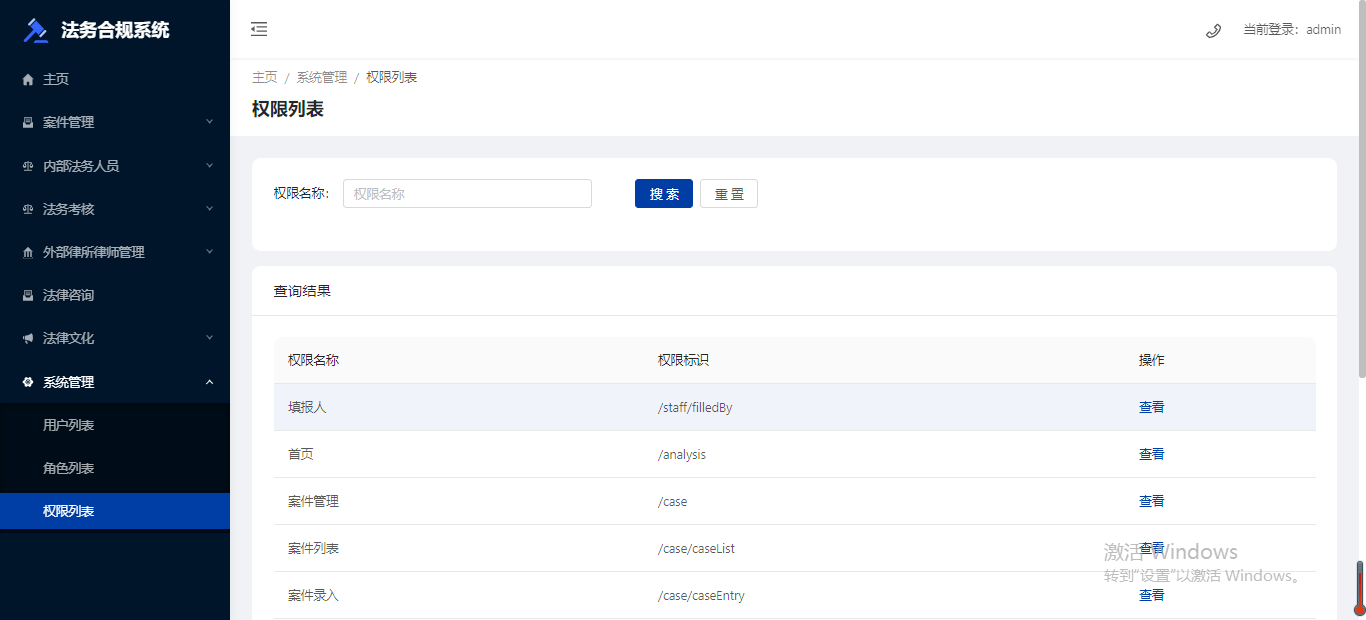 法务合规系统
当前登录：admin
主页
案件管理
内部法务人员
法务考核
外部律所律师管理
法律咨询
法律文化
系统管理
用户列表
角色列表
权限列表
主页 / 系统管理 / 权限列表
权限列表
权限名称: 权限名称 搜 索 重 置
查询结果
权限名称 权限标识 操作
填报人 /staff/filledBy 查看
首页 /analysis 查看
案件管理 /case 查看
案件列表 /case/caseList 查看
案件录入 /case/caseEntry 查看
激活 Windows
转到"设置"以激活 Windows。